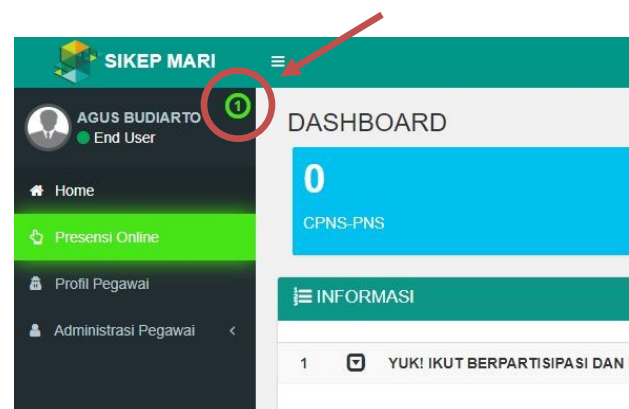 SIKEP MARI
AGUS BUDIARTO
1
End User
Home
Presensi Online
Profil Pegawai
Administrasi Pegawai
DASHBOARD
0
CPNS-PNS
INFORMASI
1 YUK! IKUT BERPARTISIPASI DAN